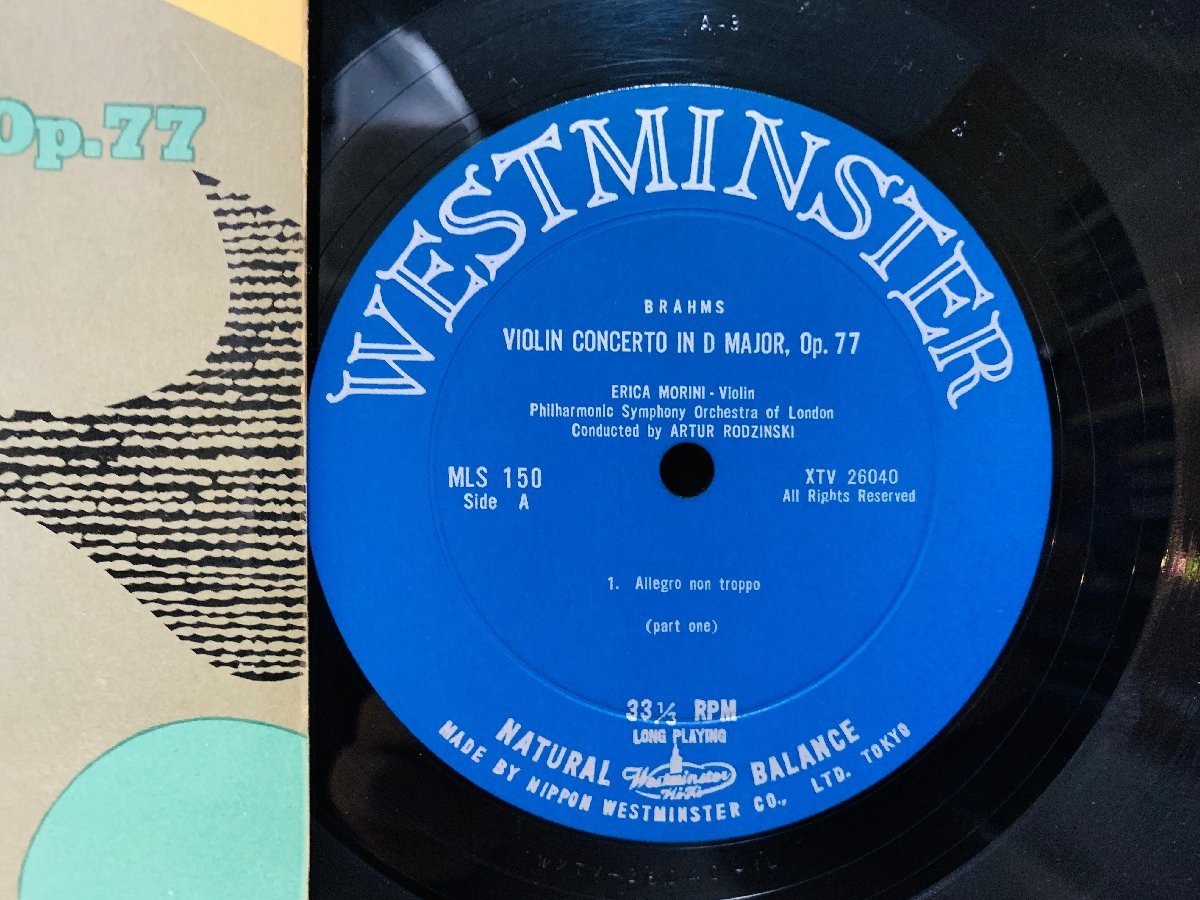 Op.77
A-3
WESTMINSTER
BRAHMS
VIOLIN CONCERTO IN D MAJOR, Op. 77
ERICA MORINI - Violin
Philharmonic Symphony Orchestra of London
Conducted by ARTUR RODZINSKI
MLS 150
Side A
XTV 26040
All Rights Reserved
1. Allegro non troppo
(part one)
33⅓ RPM
LONG PLAYING
NATURAL BALANCE
Westminster
Hi-Fi
MADE BY NIPPON WESTMINSTER CO., LTD. TOKYO